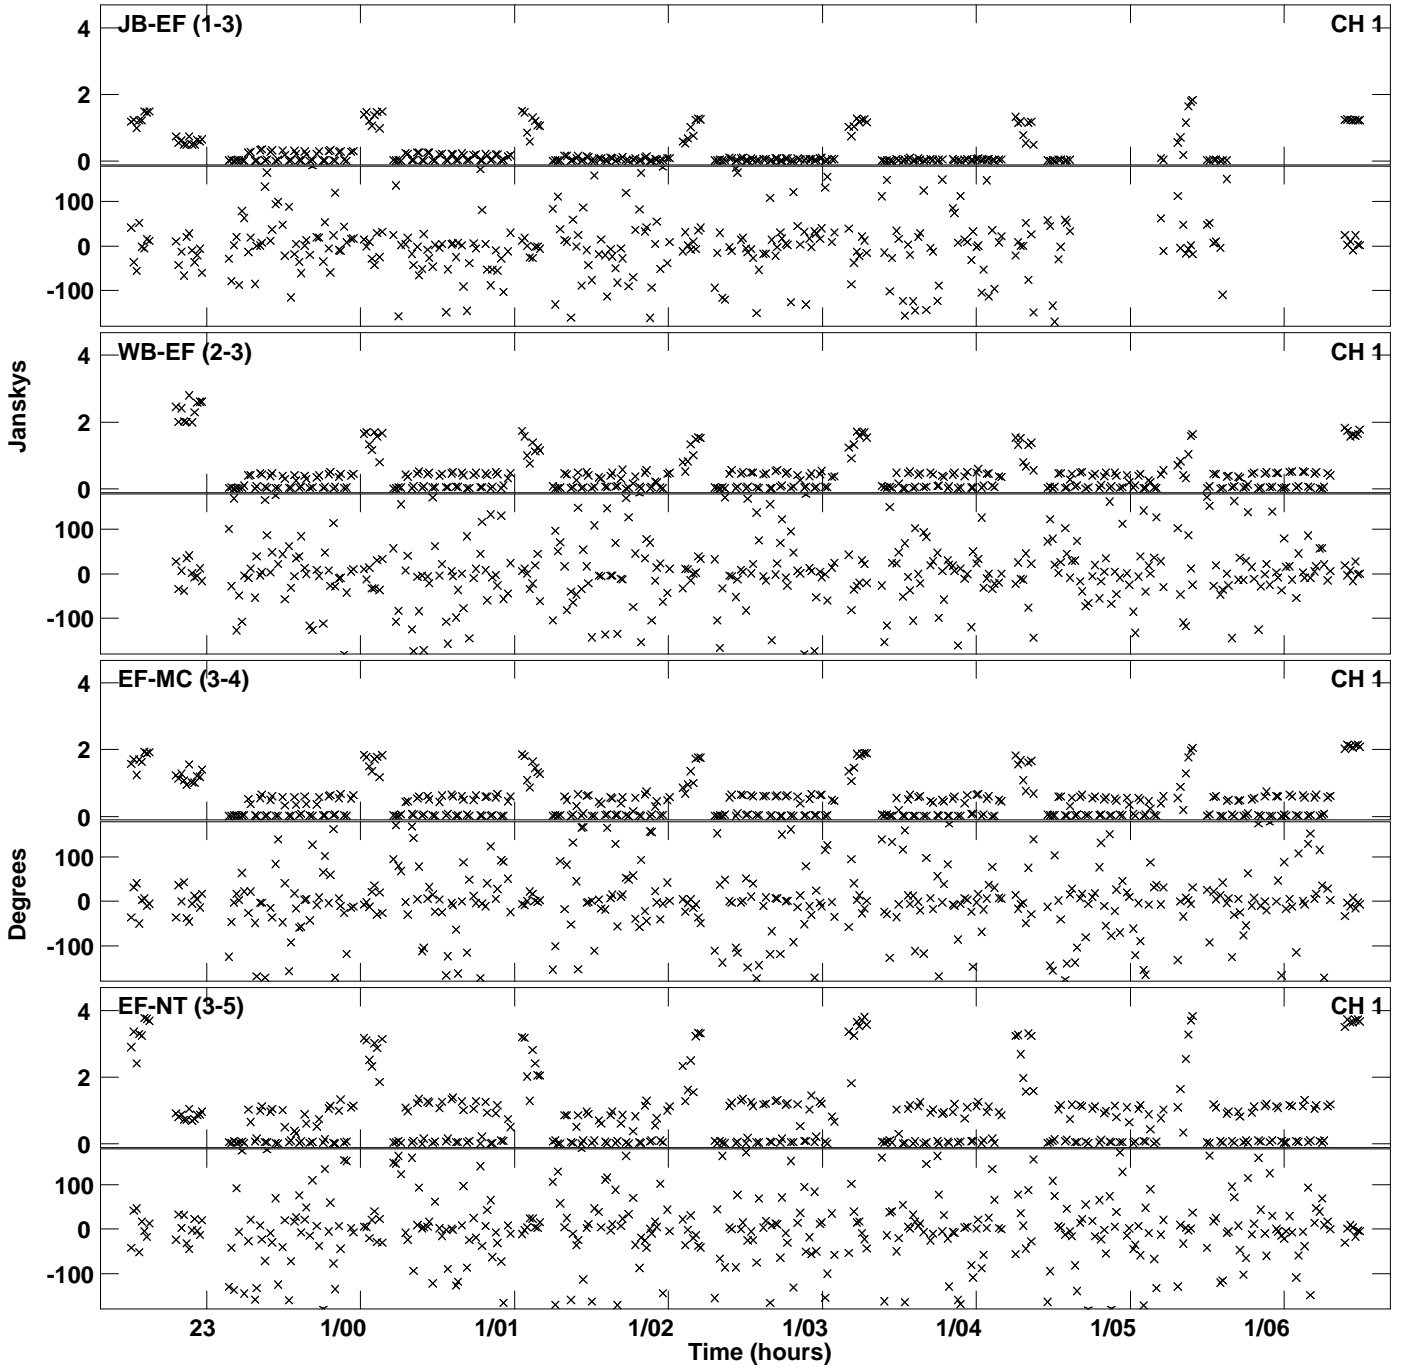 JB-EF (1-3)
CH 1
4
2
0
100
0
-100
WB-EF (2-3)
CH 1
4
2
0
100
0
-100
Janskys
EF-MC (3-4)
CH 1
4
2
0
100
0
-100
Degrees
EF-NT (3-5)
CH 1
4
2
0
100
0
-100
23 1/00 1/01 1/02 1/03 1/04 1/05 1/06
Time (hours)